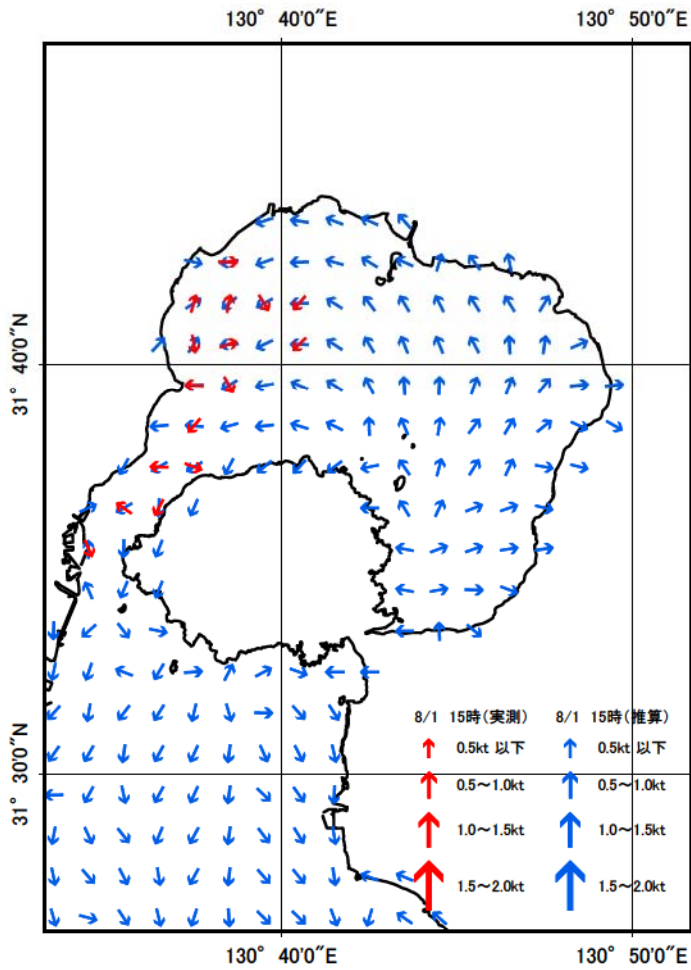 130° 40'0"E 130° 50'0"E
31° 40'0"N
31° 30'0"N
8/1 15時(実測) 8/1 15時(推算)
0.5kt 以下 0.5kt 以下
0.5～1.0kt 0.5～1.0kt
1.0～1.5kt 1.0～1.5kt
1.5～2.0kt 1.5～2.0kt
130° 40'0"E 130° 50'0"E